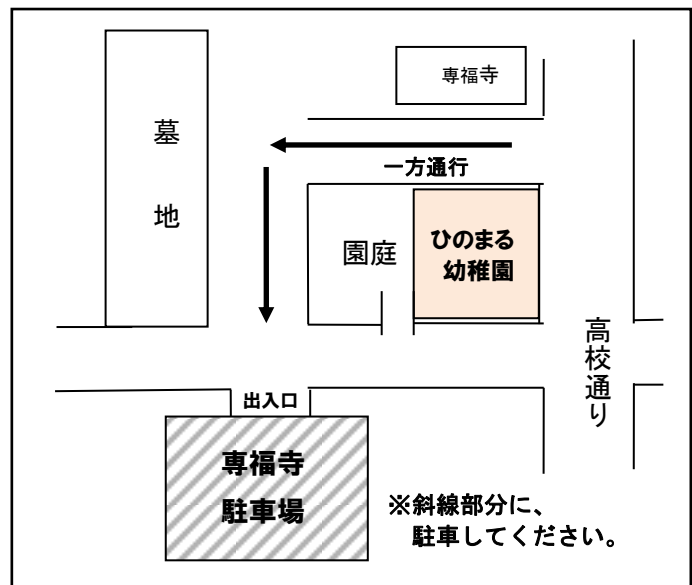 専福寺
墓
地
一方通行
園庭
ひのまる
幼稚園
高校通り
出入口
専福寺
駐車場
※斜線部分に、
駐車してください。